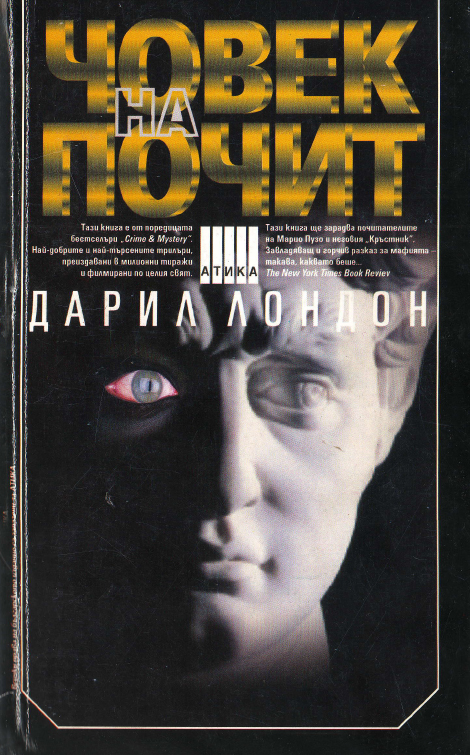 ЧОВЕК
НА
ПОЧИТ
Тази книга е от поредицата
бестселъри „Crime & Mystery".
Най-добрите и най-търсените трилъри,
преиздавани в милионни тиражи
и филмирани по целия свят.
АТИКА
Тази книга ще зарадва почитателите
на Марио Пузо и неговия „Кръстник".
Завладяващ и горчив разказ за мафията –
такава, каквато беше...
The New York Times Book Reviev
ДАРИЛ ЛОНДОН